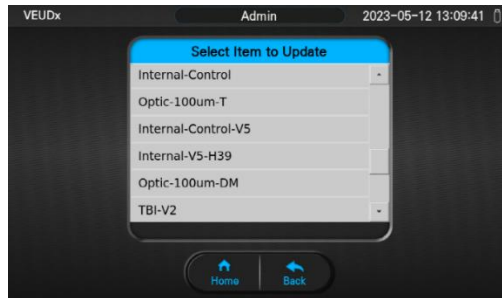 VEUDx Admin 2023-05-12 13:09:41
Select Item to Update
Internal-Control
Optic-100um-T
Internal-Control-V5
Internal-V5-H39
Optic-100um-DM
TBI-V2
Home Back